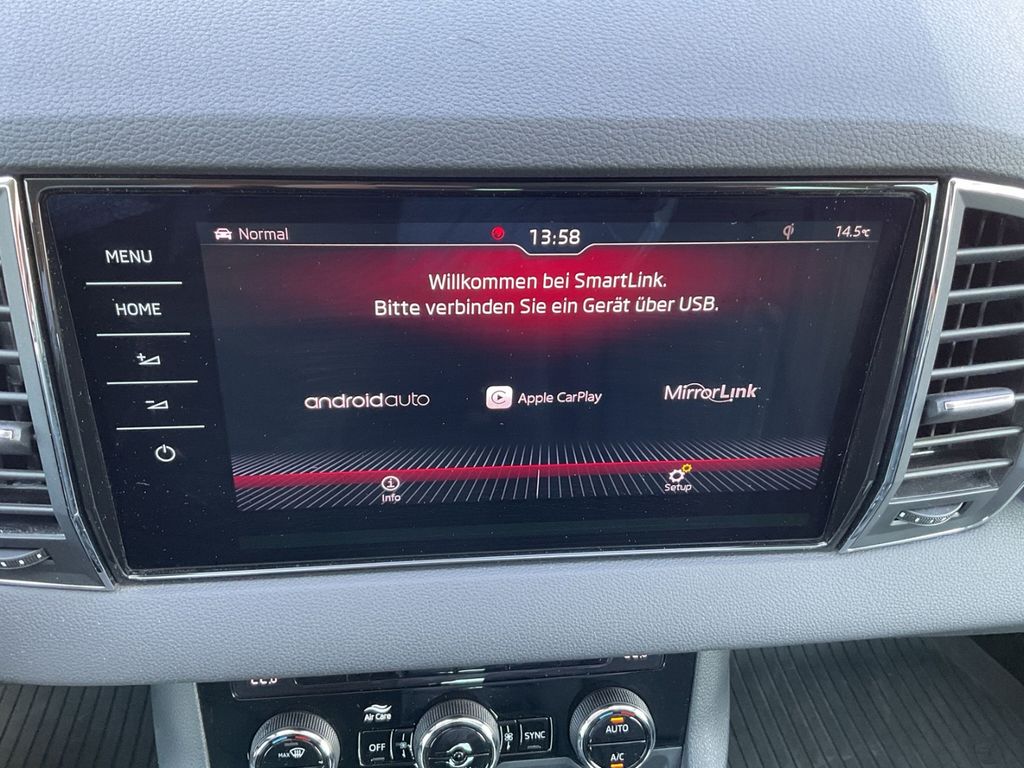 Normal
13:58
14.5°C
MENU
Willkommen bei SmartLink.
Bitte verbinden Sie ein Gerät über USB.
HOME
androidauto
Apple CarPlay
MirrorLink
Info
Setup
Air Care
OFF
SYNC
AUTO
A/C
MAX